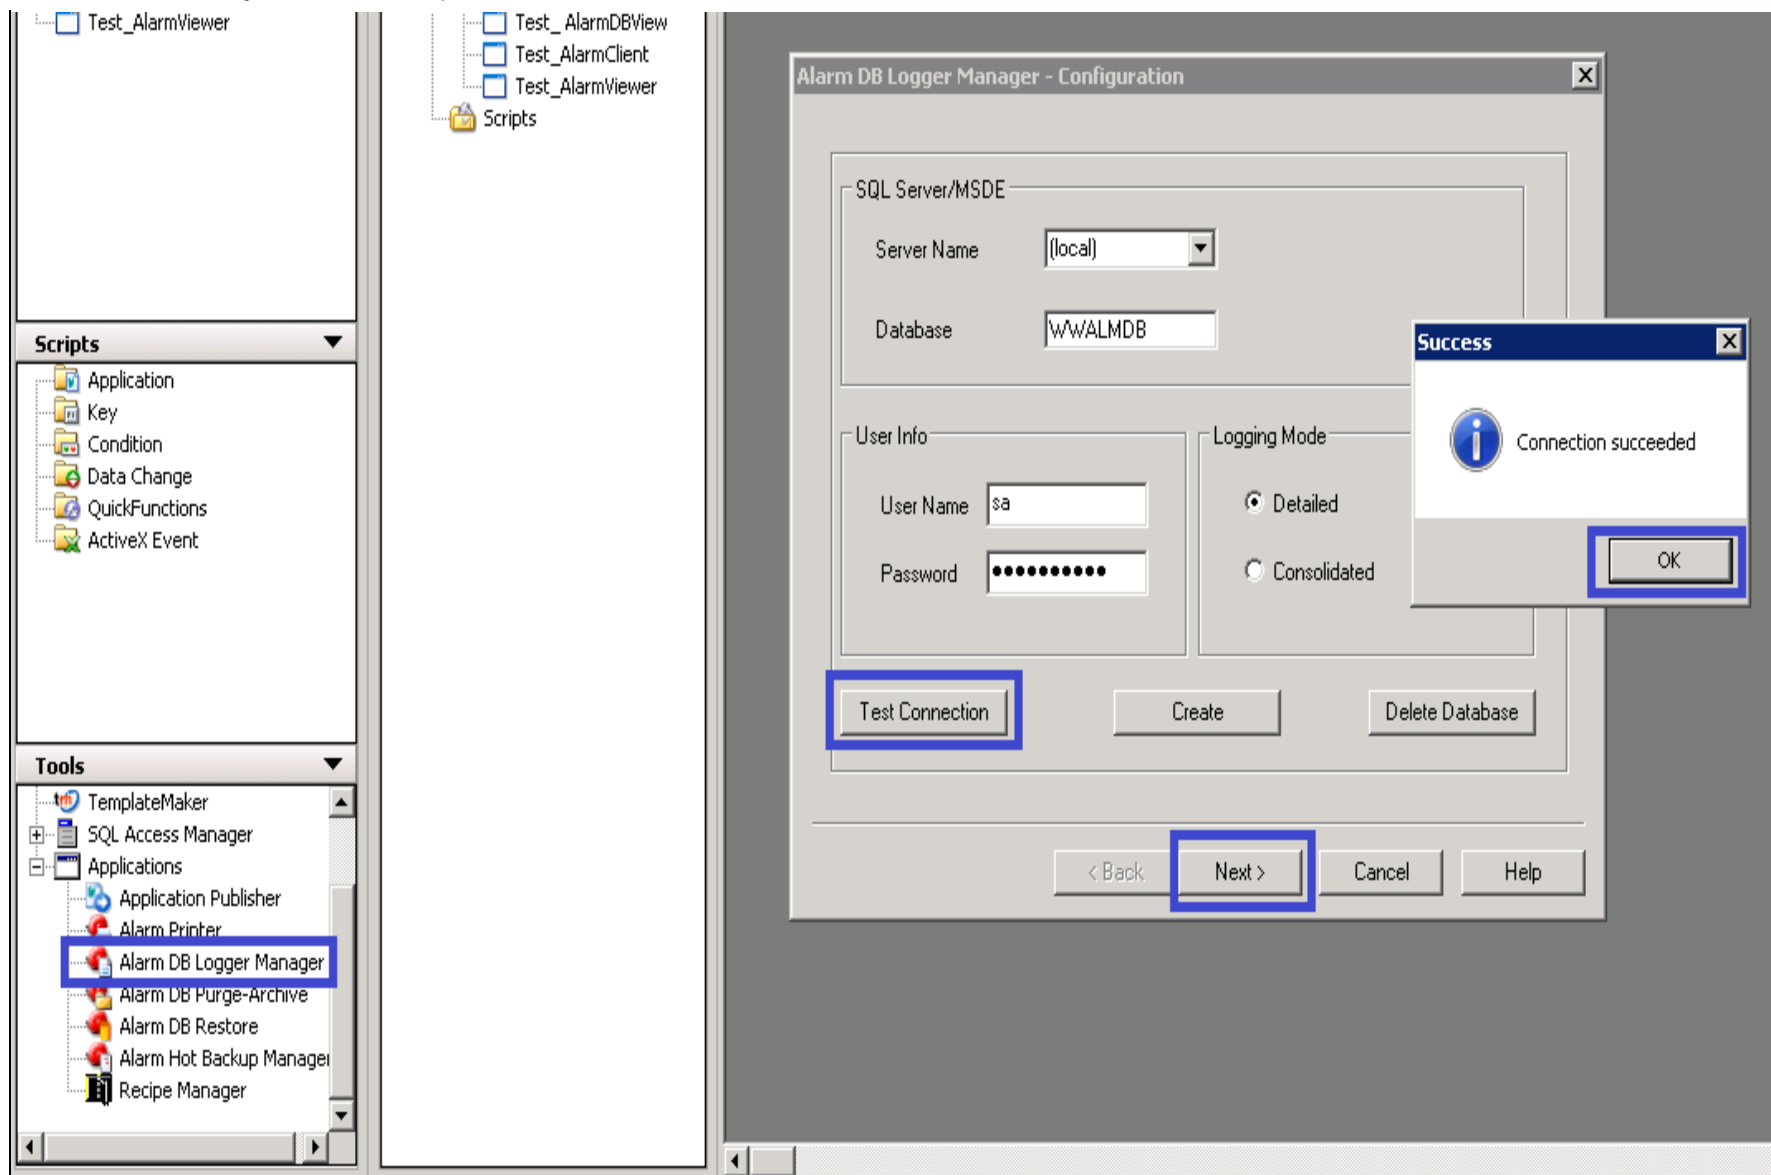 Test_AlarmViewer
Scripts
Application
Key
Condition
Data Change
QuickFunctions
ActiveX Event
Tools
TemplateMaker
SQL Access Manager
Applications
Application Publisher
Alarm Printer
Alarm DB Logger Manager
Alarm DB Purge-Archive
Alarm DB Restore
Alarm Hot Backup Manager
Recipe Manager
Test_ AlarmDBView
Test_AlarmClient
Test_AlarmViewer
Scripts
Alarm DB Logger Manager - Configuration
SQL Server/MSDE
Server Name (local)
Database WWALMDB
User Info
User Name sa
Password ••••••••••
Logging Mode
Detailed
Consolidated
Test Connection Create Delete Database
< Back Next > Cancel Help
Success
Connection succeeded
OK